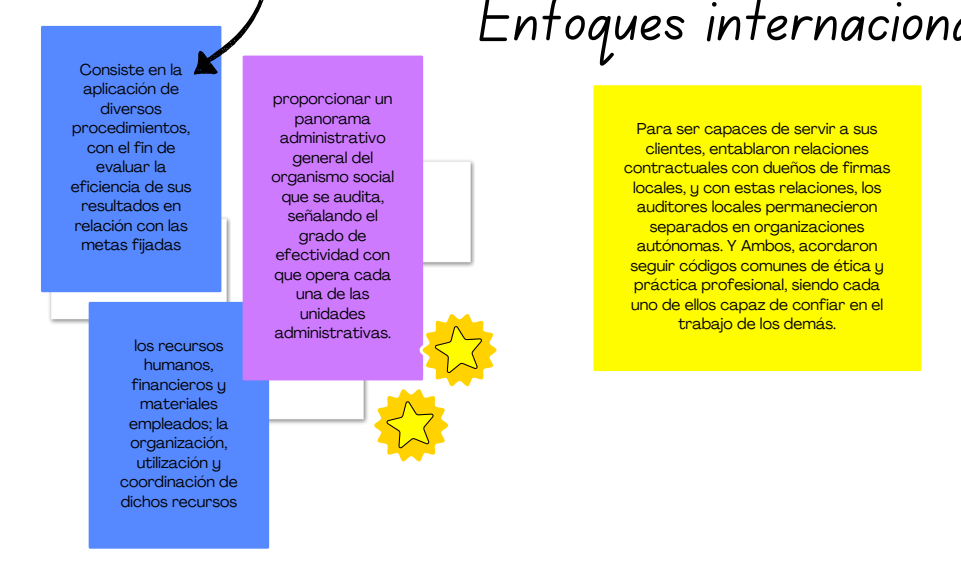 Enfoques
Consiste en la
aplicación de
diversos
procedimientos,
con el fin de
evaluar la
eficiencia de sus
resultados en
relación con las
metas fijadas
proporcionar un
panorama
administrativo
general del
organismo social
que se audita,
señalando el
grado de
efectividad con
que opera cada
una de las
unidades
administrativas.
los recursos
humanos,
financieros y
materiales
empleados; la
organización,
utilización y
coordinación de
dichos recursos
Para ser capaces de servir a sus
clientes, entablaron relaciones
contractuales con dueños de firmas
locales, y con estas relaciones, los
auditores locales permanecieron
separados en organizaciones
autónomas. Y Ambos, acordaron
seguir códigos comunes de ética y
práctica profesional, siendo cada
uno de ellos capaz de confiar en el
trabajo de los demás.